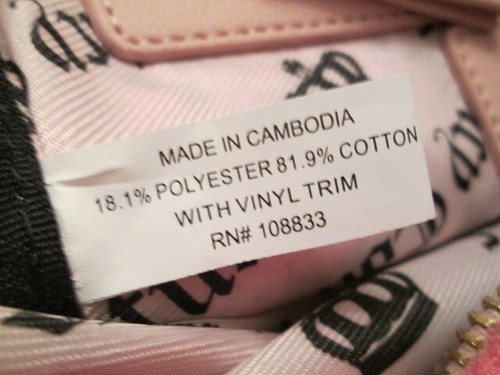 MADE IN CAMBODIA
18.1% POLYESTER 81.9% COTTON
WITH VINYL TRIM
RN# 108833